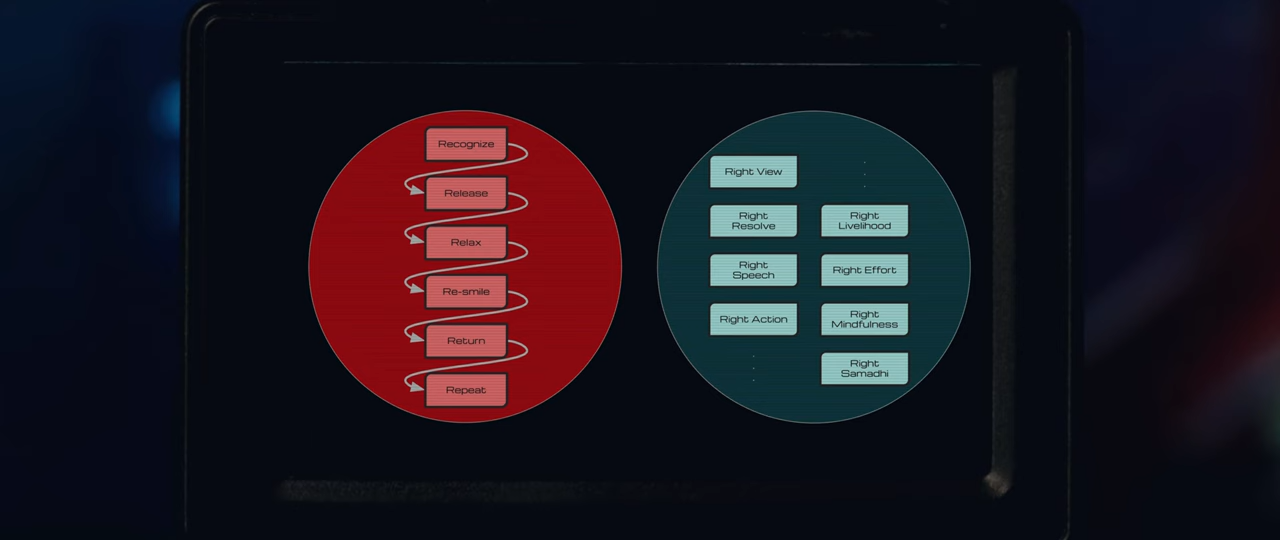 Recognize
Release
Relax
Re-smile
Return
Repeat
Right View
Right
Resolve
Right
Speech
Right Action
Right
Livelihood
Right Effort
Right
Mindfulness
Right
Samadhi